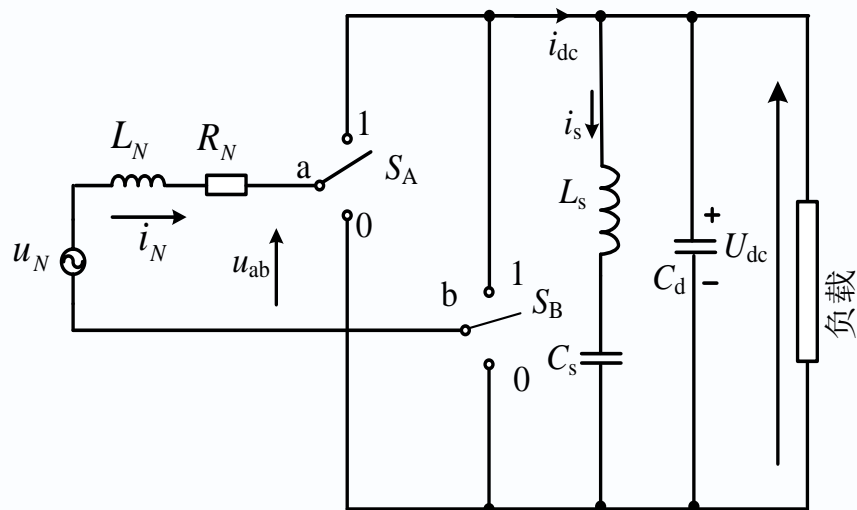 i_dc
1
i_s
L_N
R_N
a
S_A
L_s
0
i_N
u_N
u_ab
+
C_d
U_dc
−
b
1
S_B
C_s
0
负载